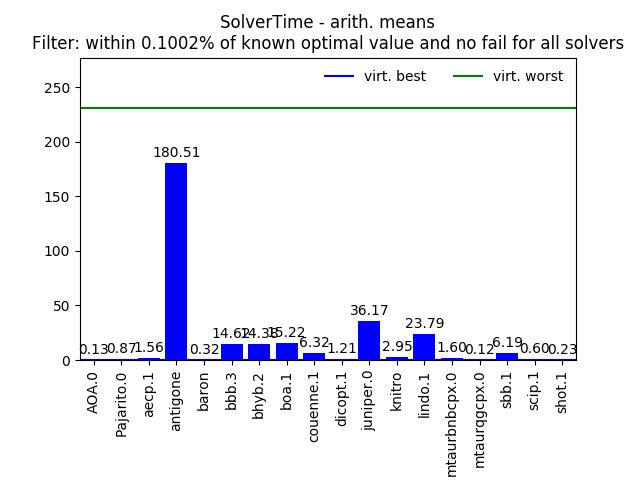 SolverTime - arith. means
Filter: within 0.1002% of known optimal value and no fail for all solvers
virt. best
virt. worst
250
200
150
100
50
0
0.13
0.87
1.56
180.51
0.32
14.62
14.38
15.22
6.32
1.21
36.17
2.95
23.79
1.60
0.12
6.19
0.60
0.23
AOA.0
Pajarito.0
aecp.1
antigone
baron
bbb.3
bhyb.2
boa.1
couenne.1
dicopt.1
juniper.0
knitro
lindo.1
mtaurbnbcpx.0
mtaurqgcpx.0
sbb.1
scip.1
shot.1